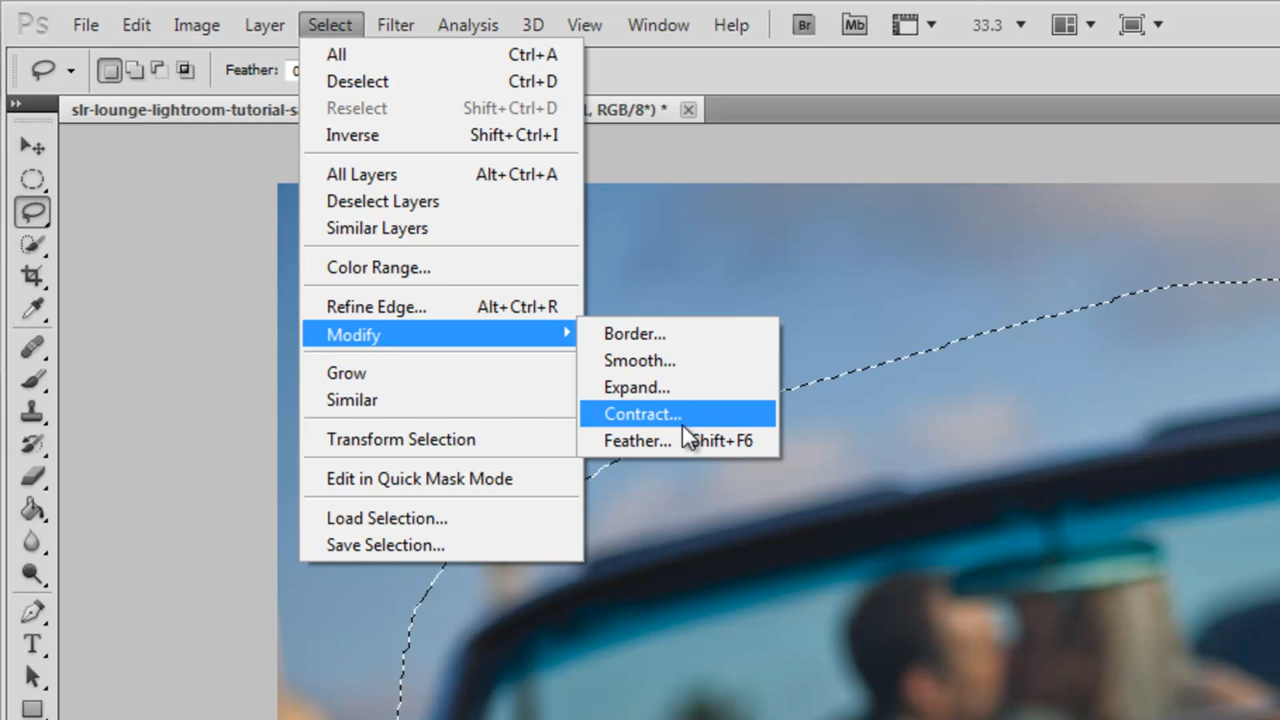 Ps File Edit Image Layer Select Filter Analysis 3D View Window Help Br Mb 33.3
Feather: 0
slr-lounge-lightroom-tutorial-sa , RGB/8*) *
All Ctrl+A
Deselect Ctrl+D
Reselect Shift+Ctrl+D
Inverse Shift+Ctrl+I
All Layers Alt+Ctrl+A
Deselect Layers
Similar Layers
Color Range...
Refine Edge... Alt+Ctrl+R
Modify
Grow
Similar
Transform Selection
Edit in Quick Mask Mode
Load Selection...
Save Selection...
Border...
Smooth...
Expand...
Contract...
Feather... Shift+F6
T